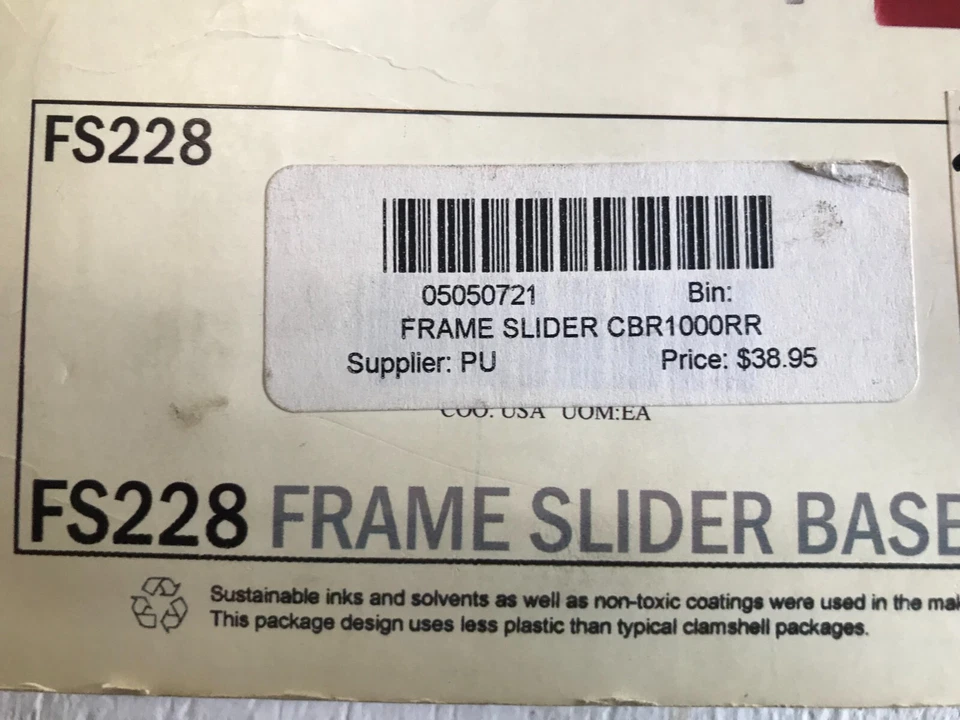 FS228
05050721 Bin:
FRAME SLIDER CBR1000RR
Supplier: PU Price: $38.95
COO: USA UOM:EA
FS228 FRAME SLIDER BASE
Sustainable inks and solvents as well as non-toxic coatings were used in the
This package design uses less plastic than typical clamshell packages.